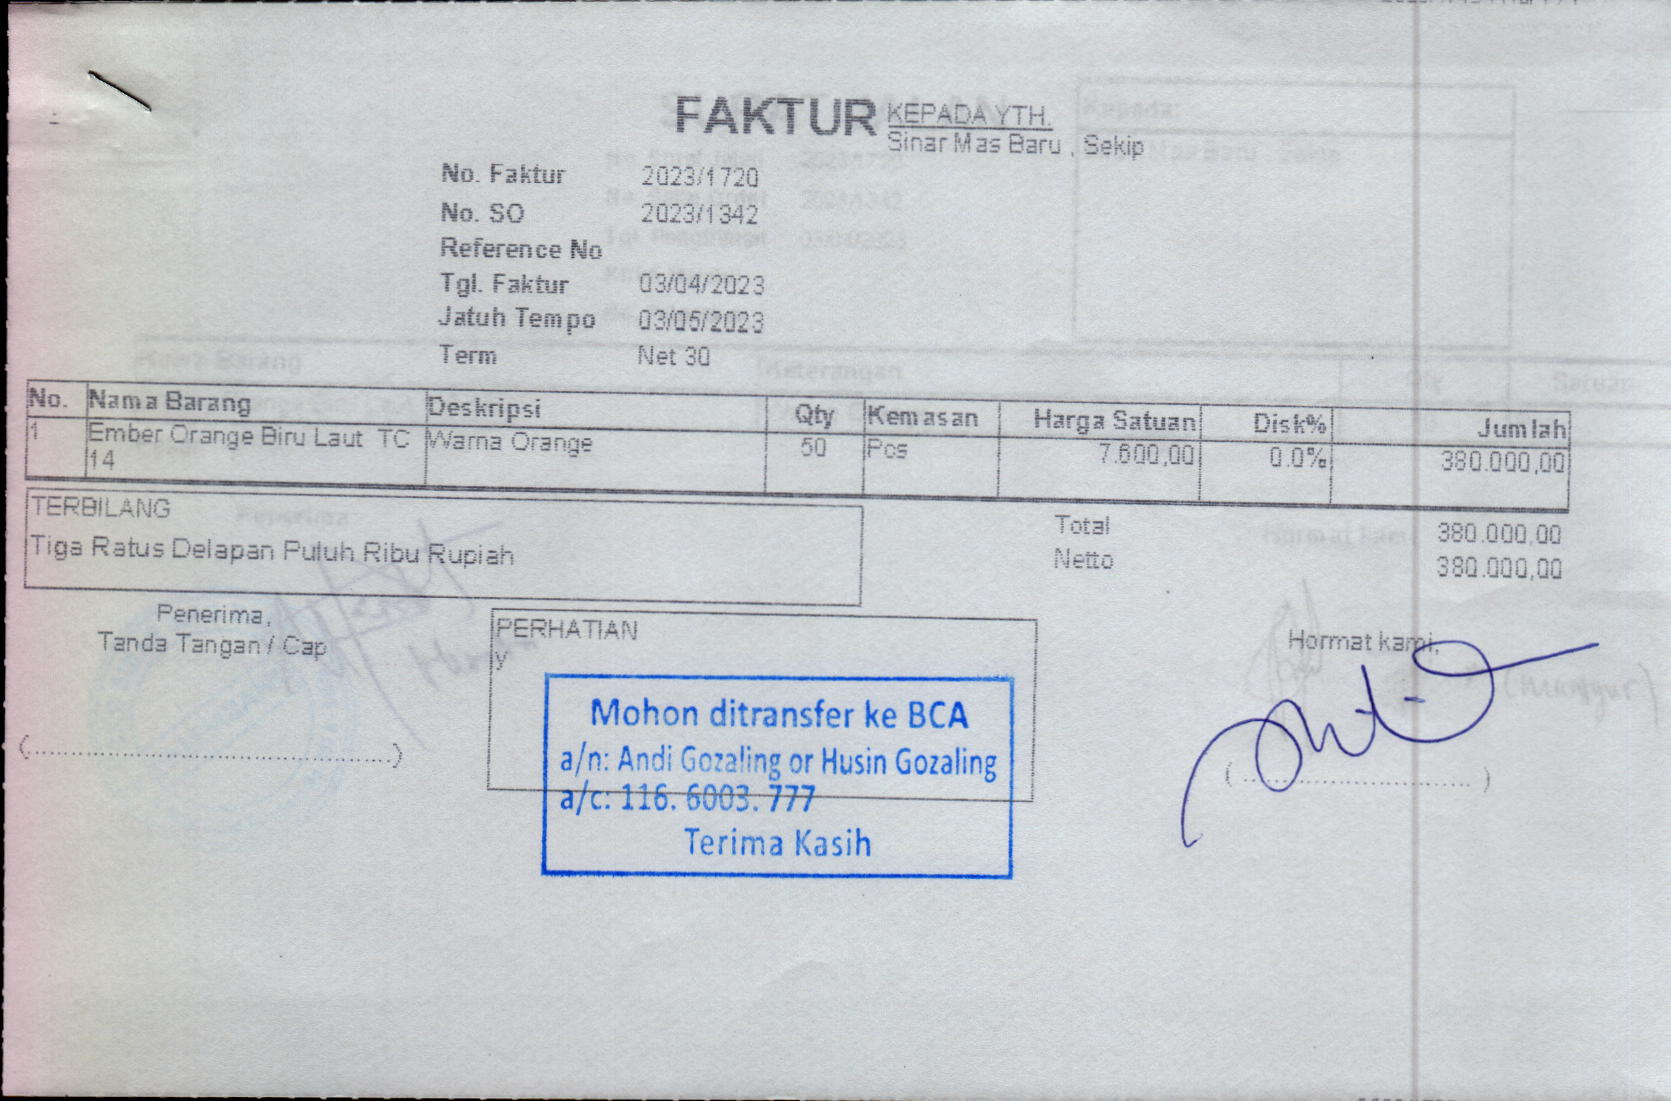 FAKTUR
KEPADA YTH.
Sinar Mas Baru , Sekip
No. Faktur 2023/1720
No. SO 2023/1342
Reference No
Tgl. Faktur 03/04/2023
Jatuh Tempo 03/05/2023
Term Net 30
No. Nama Barang Deskripsi Qty Kemasan Harga Satuan Disk% Jumlah
1 Ember Orange Biru Laut TC Warna Orange 50 Pcs 7.600,00 0.0% 380.000,00
14
TERBILANG
Tiga Ratus Delapan Puluh Ribu Rupiah
Total 380.000,00
Netto 380.000,00
Penerima,
Tanda Tangan / Cap
(..........................................................)
PERHATIAN
y
Mohon ditransfer ke BCA
a/n: Andi Gozaling or Husin Gozaling
a/c: 116. 6003. 777
Terima Kasih
Hormat kami,
(....................................)